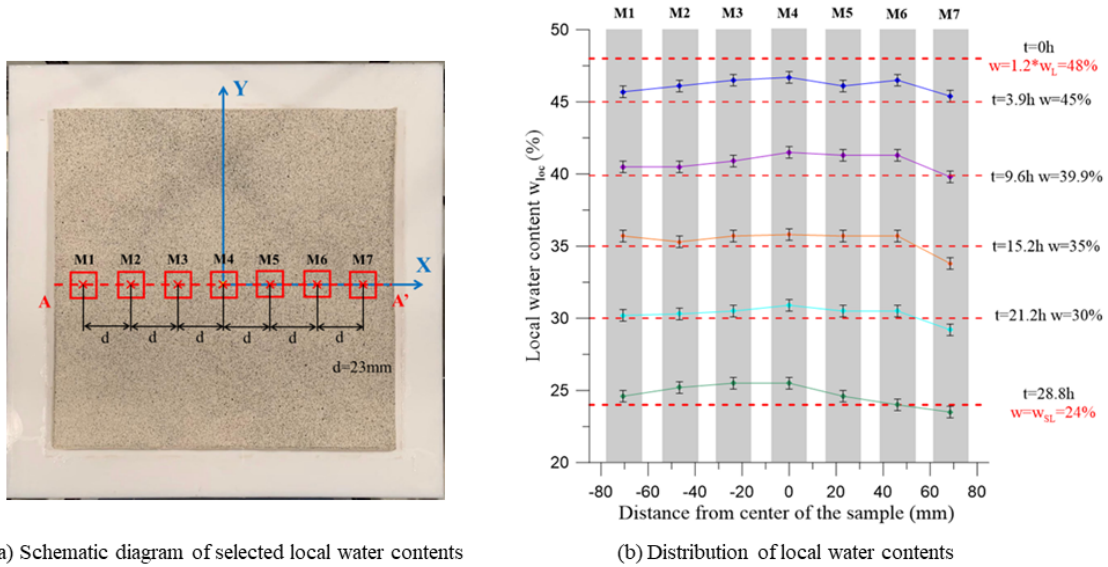 Y
X
M1 M2 M3 M4 M5 M6 M7
A A'
d d d d d d
d=23mm
a) Schematic diagram of selected local water contents
M1 M2 M3 M4 M5 M6 M7
50
45
40
35
30
25
20
Local water content w_loc (%)
t=0h
w=1.2*w_L=48%
t=3.9h w=45%
t=9.6h w=39.9%
t=15.2h w=35%
t=21.2h w=30%
t=28.8h
w=w_SL=24%
-80 -60 -40 -20 0 20 40 60 80
Distance from center of the sample (mm)
(b) Distribution of local water contents